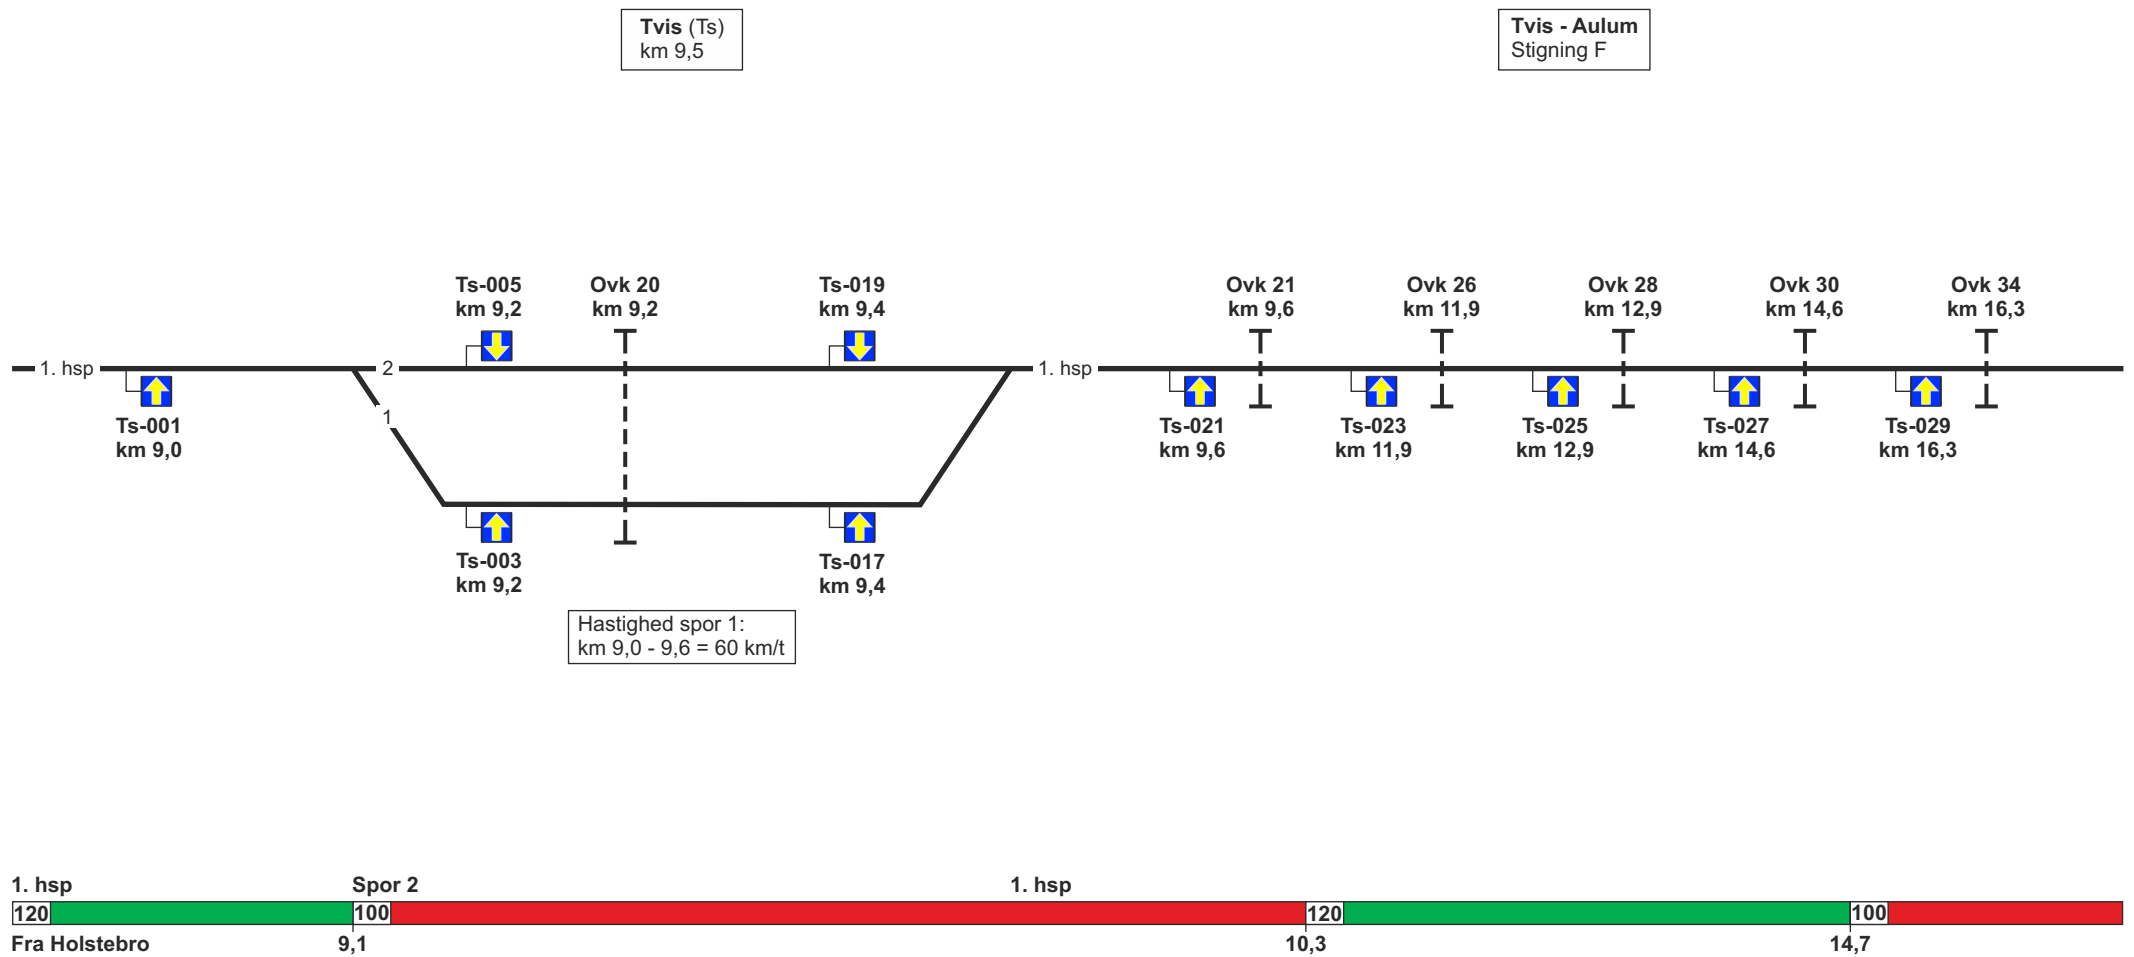 Tvis (Ts)
km 9,5
Tvis - Aulum
Stigning F
Ts-005
km 9,2
Ovk 20
km 9,2
Ts-019
km 9,4
Ovk 21
km 9,6
Ovk 26
km 11,9
Ovk 28
km 12,9
Ovk 30
km 14,6
Ovk 34
km 16,3
1. hsp
2
1. hsp
1
Ts-001
km 9,0
Ts-021
km 9,6
Ts-023
km 11,9
Ts-025
km 12,9
Ts-027
km 14,6
Ts-029
km 16,3
Ts-003
km 9,2
Ts-017
km 9,4
Hastighed spor 1:
km 9,0 - 9,6 = 60 km/t
1. hsp
Spor 2
1. hsp
120
100
120
100
Fra Holstebro
9,1
10,3
14,7